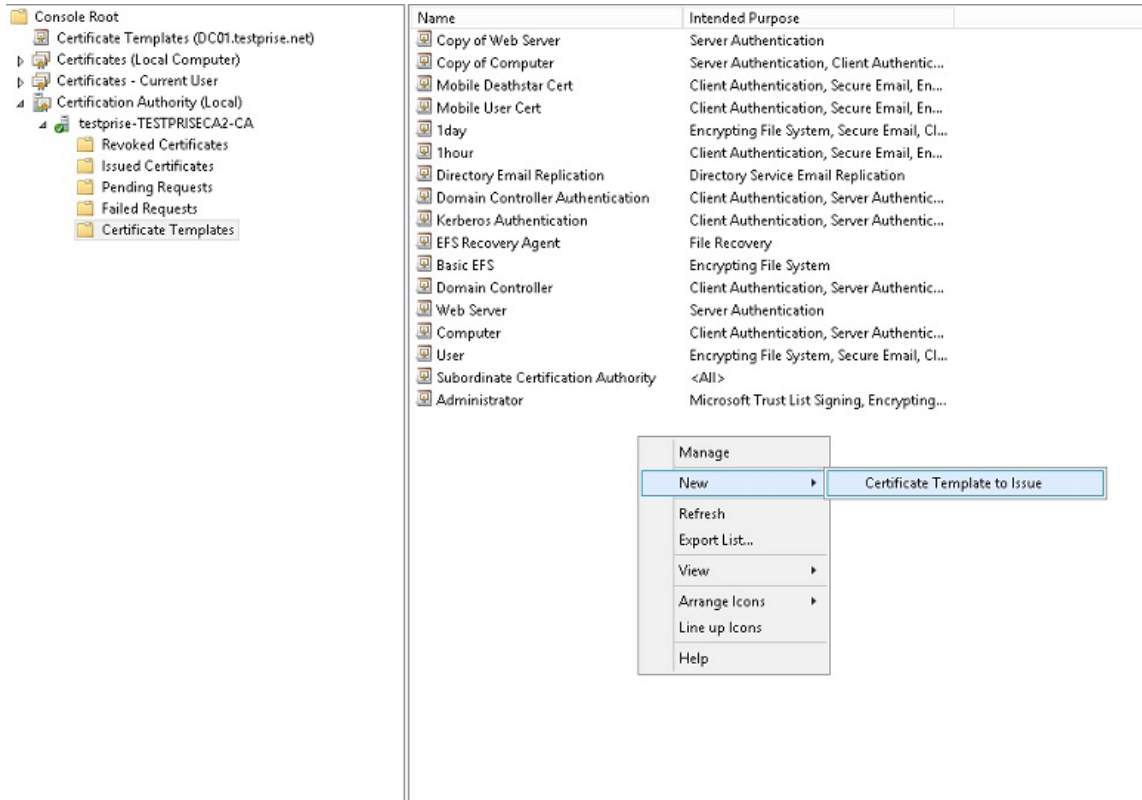 Console Root
Certificate Templates (DC01.testprise.net)
Certificates (Local Computer)
Certificates - Current User
Certification Authority (Local)
testprise-TESTPRISECA2-CA
Revoked Certificates
Issued Certificates
Pending Requests
Failed Requests
Certificate Templates
Name Intended Purpose
Copy of Web Server Server Authentication
Copy of Computer Server Authentication, Client Authentic...
Mobile Deathstar Cert Client Authentication, Secure Email, En...
Mobile User Cert Client Authentication, Secure Email, En...
1day Encrypting File System, Secure Email, Cl...
1hour Client Authentication, Secure Email, En...
Directory Email Replication Directory Service Email Replication
Domain Controller Authentication Client Authentication, Server Authentic...
Kerberos Authentication Client Authentication, Server Authentic...
EFS Recovery Agent File Recovery
Basic EFS Encrypting File System
Domain Controller Client Authentication, Server Authentic...
Web Server Server Authentication
Computer Client Authentication, Server Authentic...
User Encrypting File System, Secure Email, Cl...
Subordinate Certification Authority <All>
Administrator Microsoft Trust List Signing, Encrypting...
Manage
New Certificate Template to Issue
Refresh
Export List...
View
Arrange Icons
Line up Icons
Help